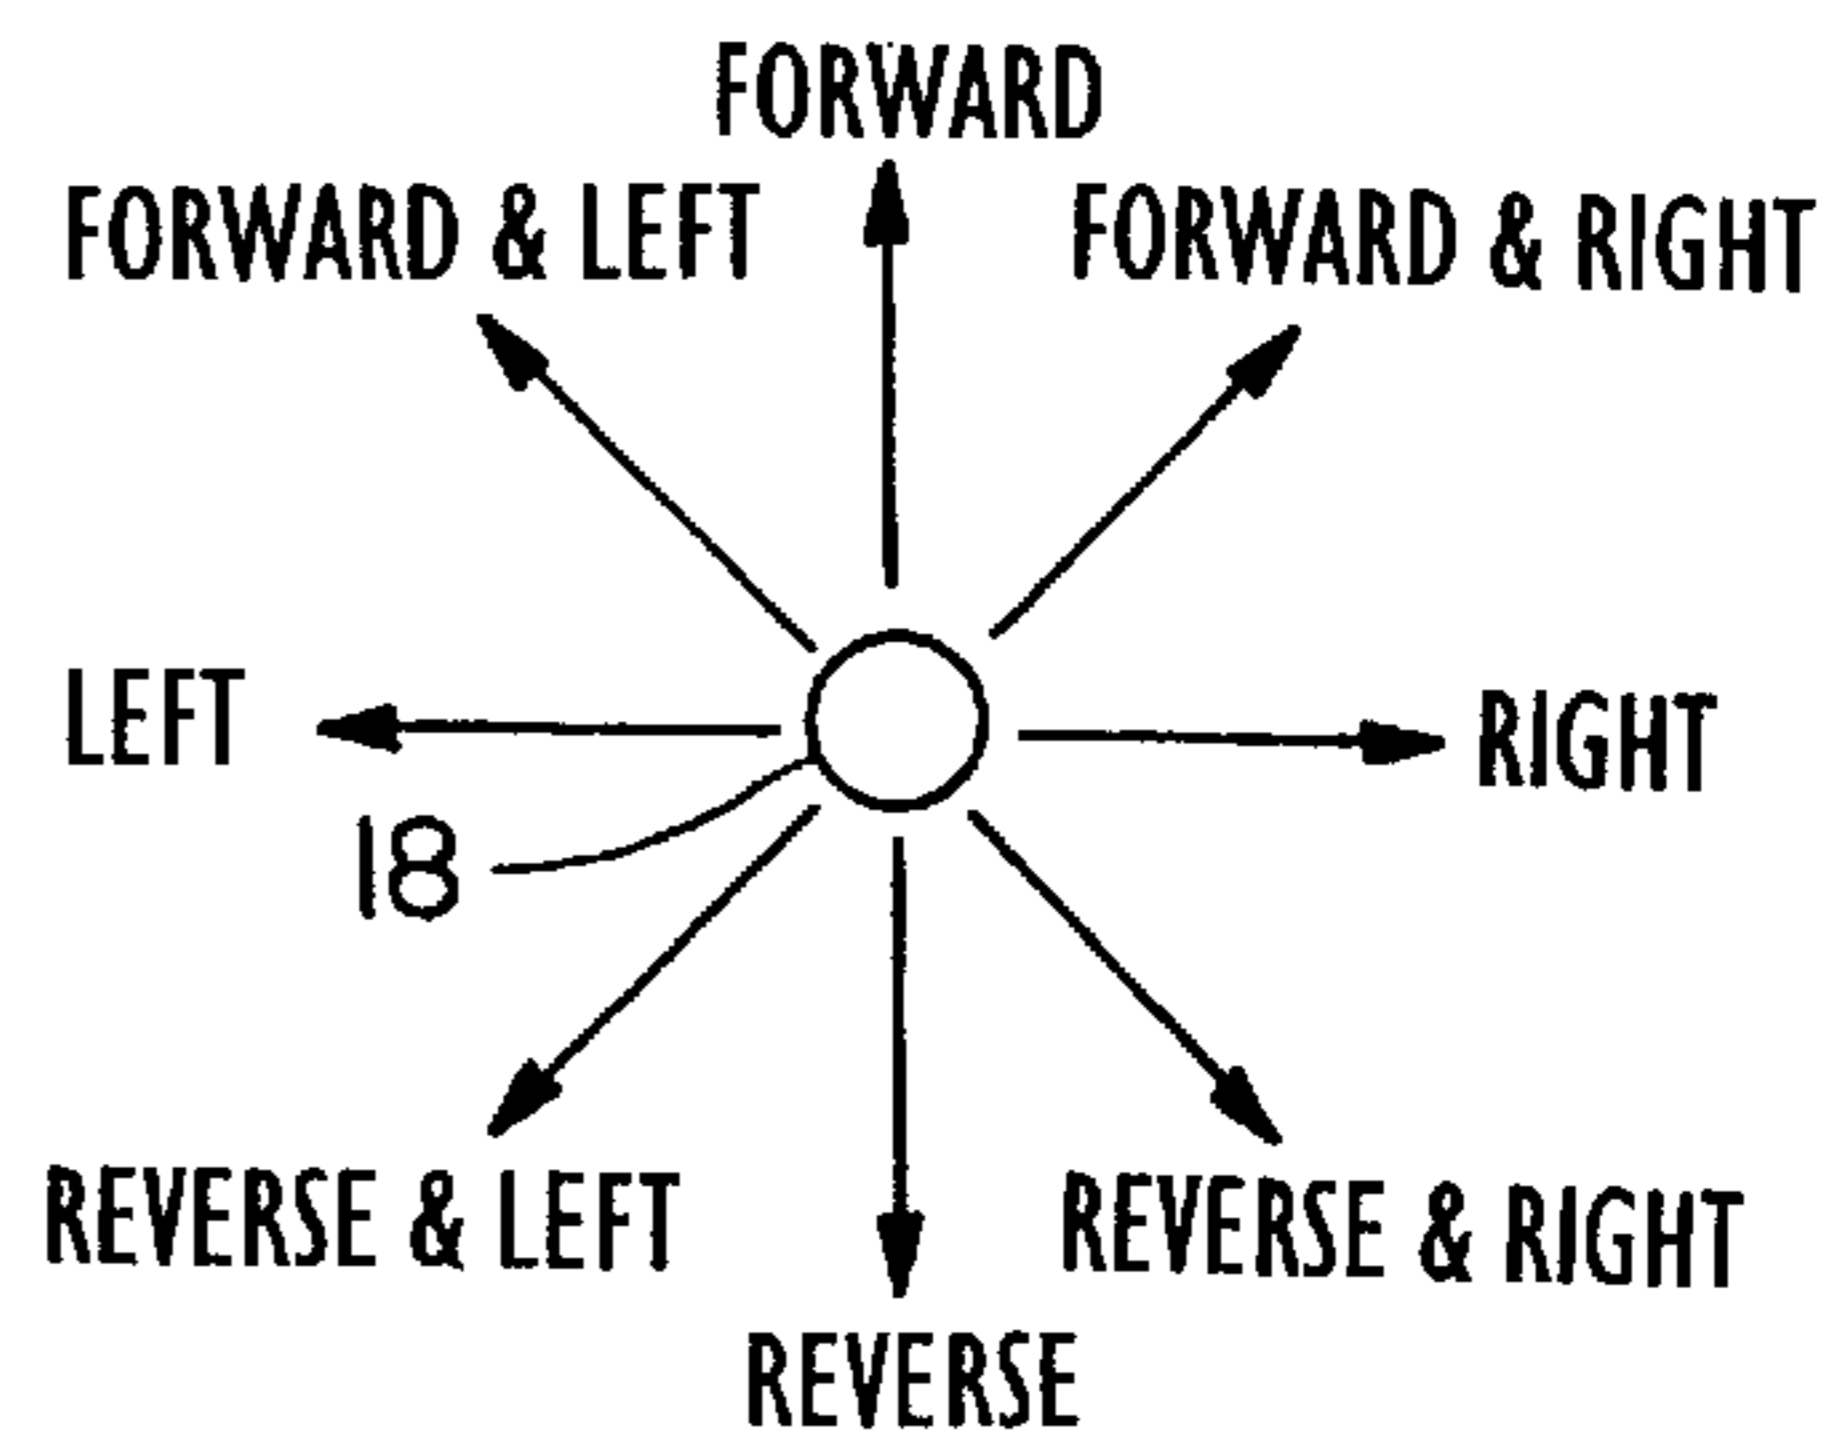 FORWARD
FORWARD & LEFT
FORWARD & RIGHT
LEFT
RIGHT
18
REVERSE & LEFT
REVERSE & RIGHT
REVERSE